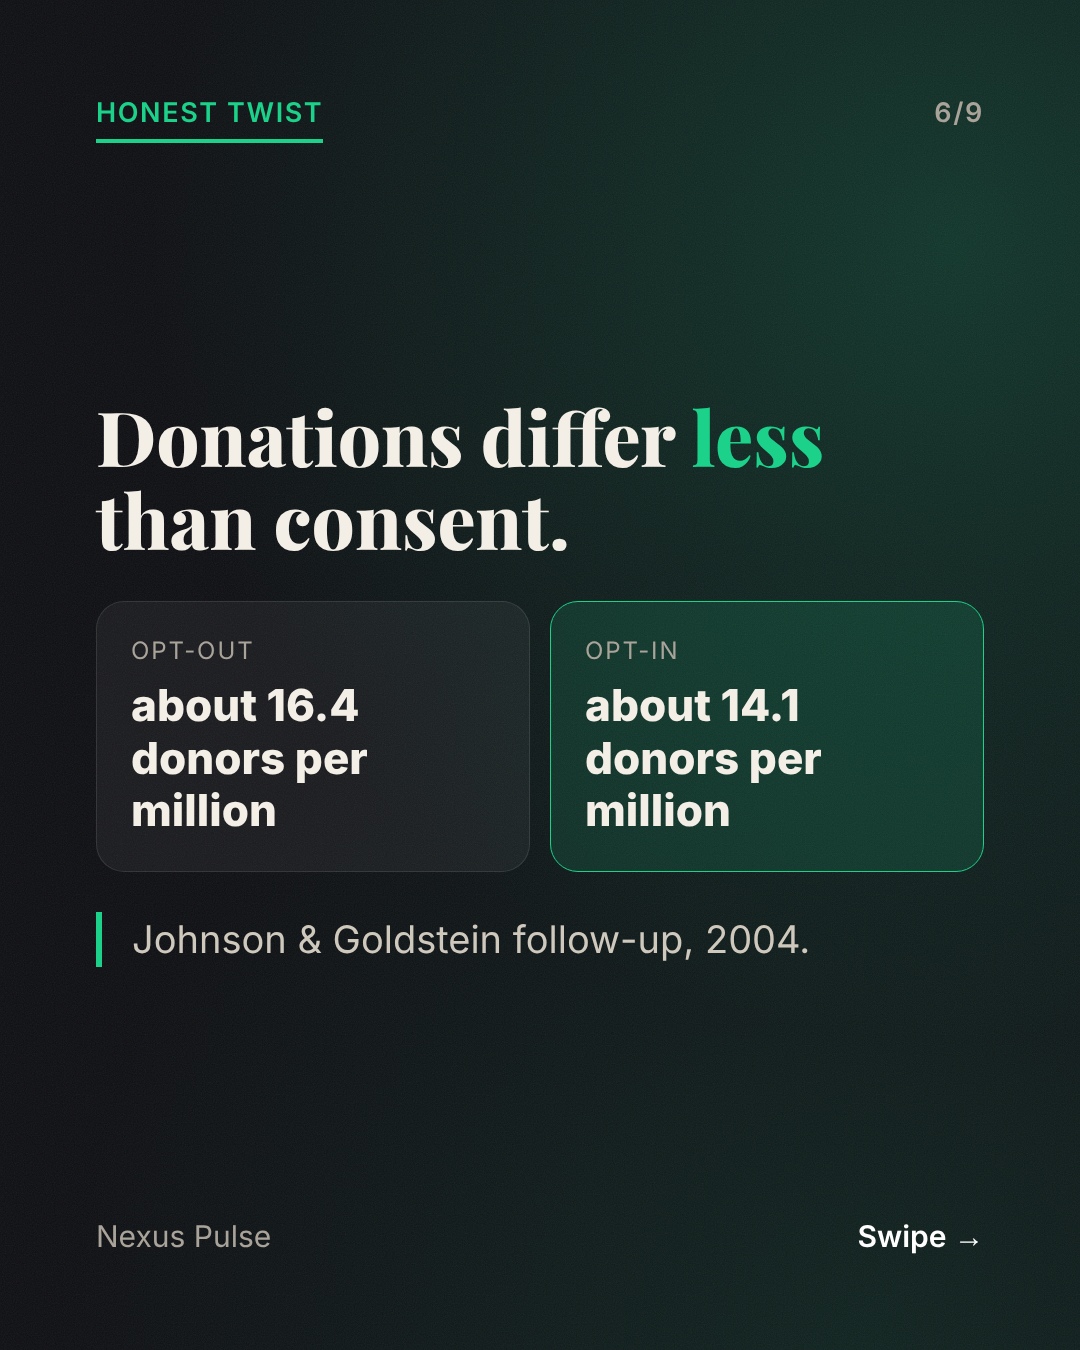 HONEST TWIST
6/9
Donations differ less
than consent.
OPT-OUT
about 16.4
donors per
million
OPT-IN
about 14.1
donors per
million
Johnson & Goldstein follow-up, 2004.
Nexus Pulse
Swipe →